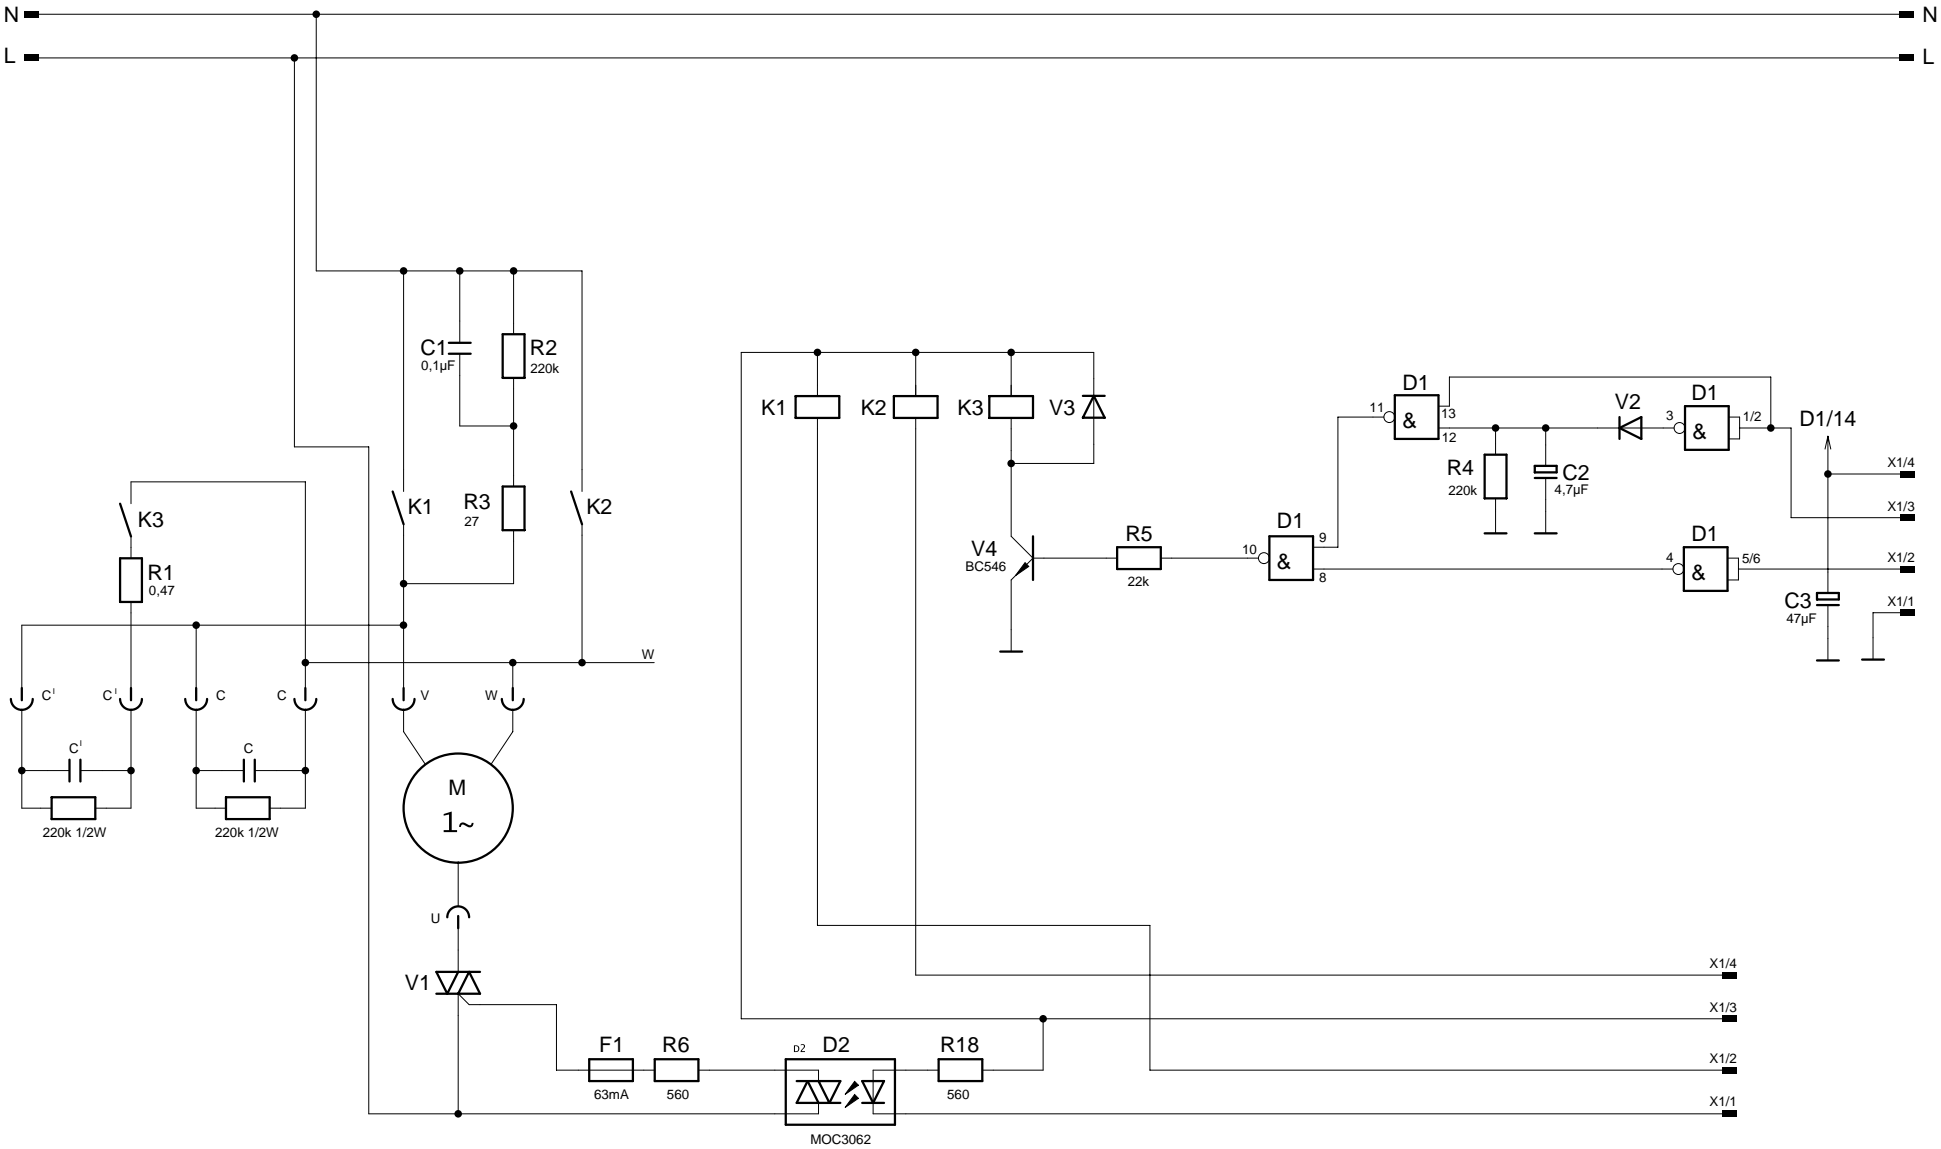 N N
L L
C1 0,1µF R2 220k
K1 K2 K3 V3
D1 & 11 13 12
V2 3 D1 & 1/2 D1/14
R4 220k C2 4,7µF
X1/4
X1/3
K3 K1 R3 27 K2
R1 0,47
V4 BC546 R5 22k 10 D1 & 9 8
4 D1 & 5/6 X1/2
C3 47µF X1/1
W
C' C' C C V W
C' C
220k 1/2W 220k 1/2W
M
1~
U
V1
X1/4
X1/3
F1 R6 D2 D2 R18
X1/2
63mA 560 560
X1/1
MOC3062